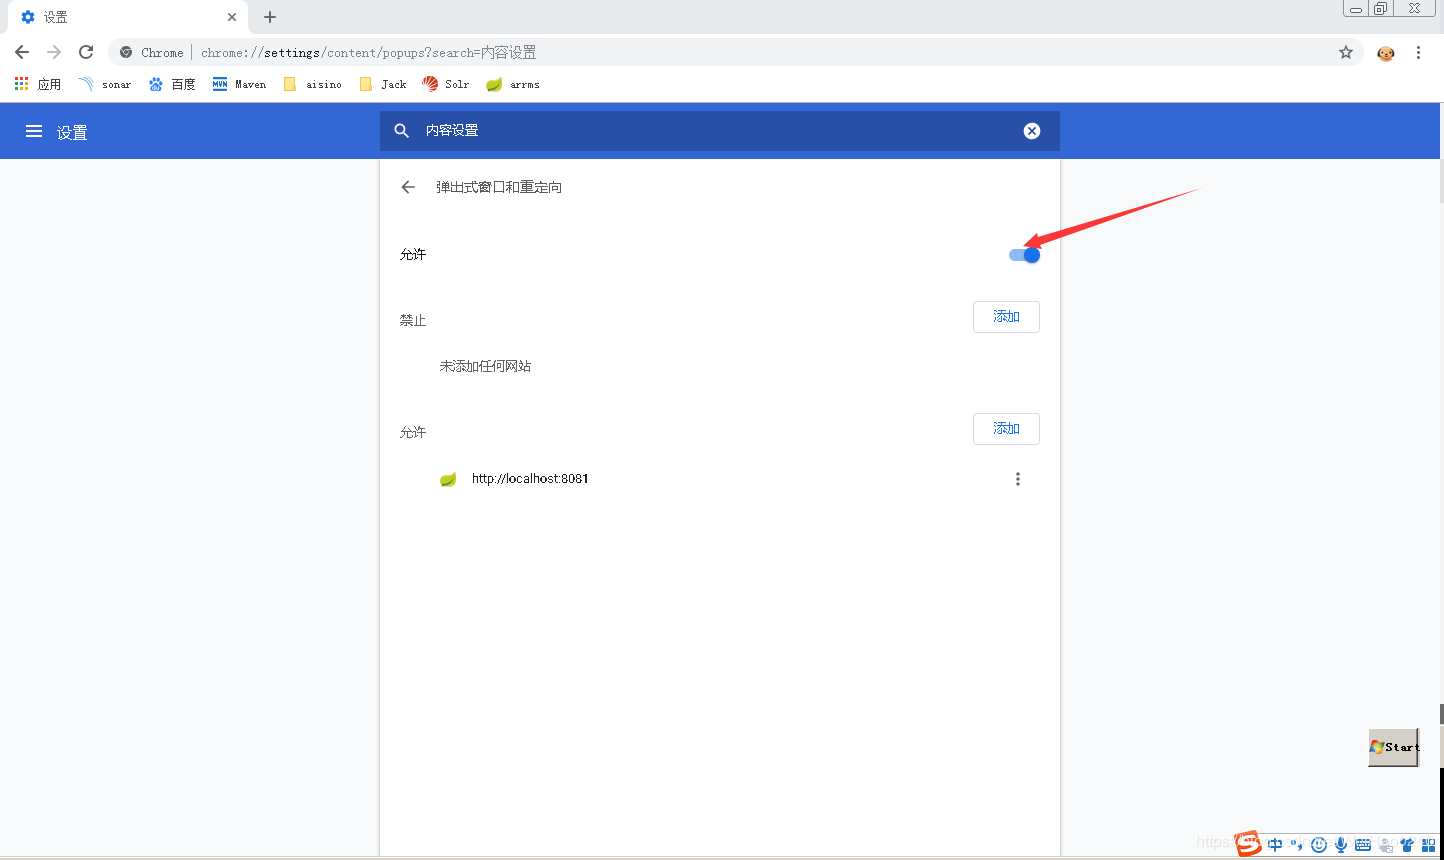 设置
Chrome | chrome://settings/content/popups?search=内容设置
应用 sonar 百度 MVN Maven aisino Jack Solr arrms
设置 内容设置
弹出式窗口和重定向
允许
禁止 添加
未添加任何网站
允许 添加
http://localhost:8081
Start
中